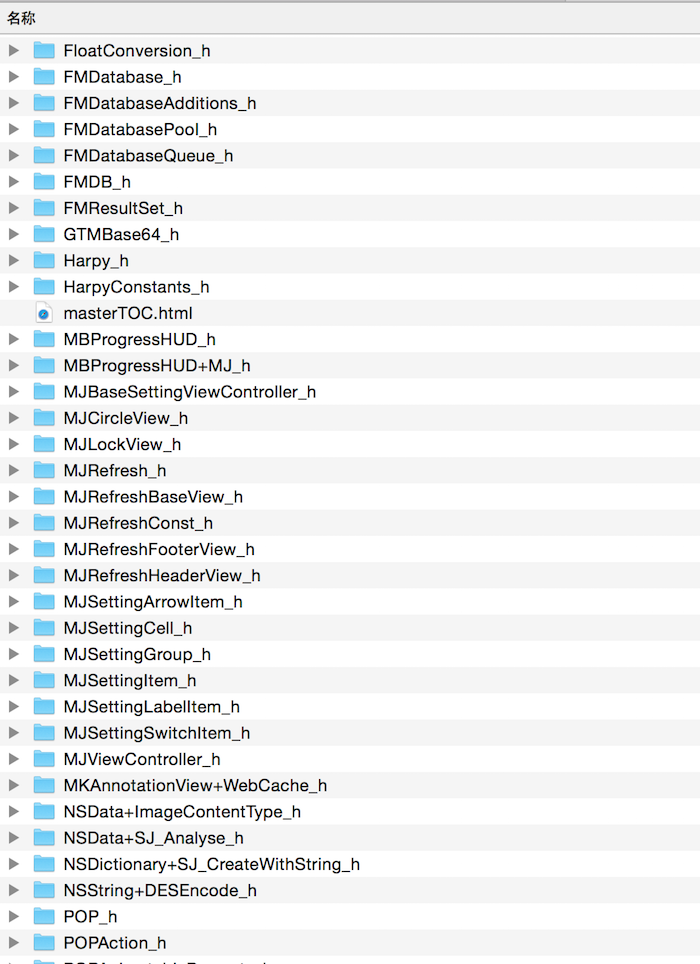 名称
FloatConversion_h
FMDatabase_h
FMDatabaseAdditions_h
FMDatabasePool_h
FMDatabaseQueue_h
FMDB_h
FMResultSet_h
GTMBase64_h
Harpy_h
HarpyConstants_h
masterTOC.html
MBProgressHUD_h
MBProgressHUD+MJ_h
MJBaseSettingViewController_h
MJCircleView_h
MJLockView_h
MJRefresh_h
MJRefreshBaseView_h
MJRefreshConst_h
MJRefreshFooterView_h
MJRefreshHeaderView_h
MJSettingArrowItem_h
MJSettingCell_h
MJSettingGroup_h
MJSettingItem_h
MJSettingLabelItem_h
MJSettingSwitchItem_h
MJViewController_h
MKAnnotationView+WebCache_h
NSData+ImageContentType_h
NSData+SJ_Analyse_h
NSDictionary+SJ_CreateWithString_h
NSString+DESEncode_h
POP_h
POPAction_h